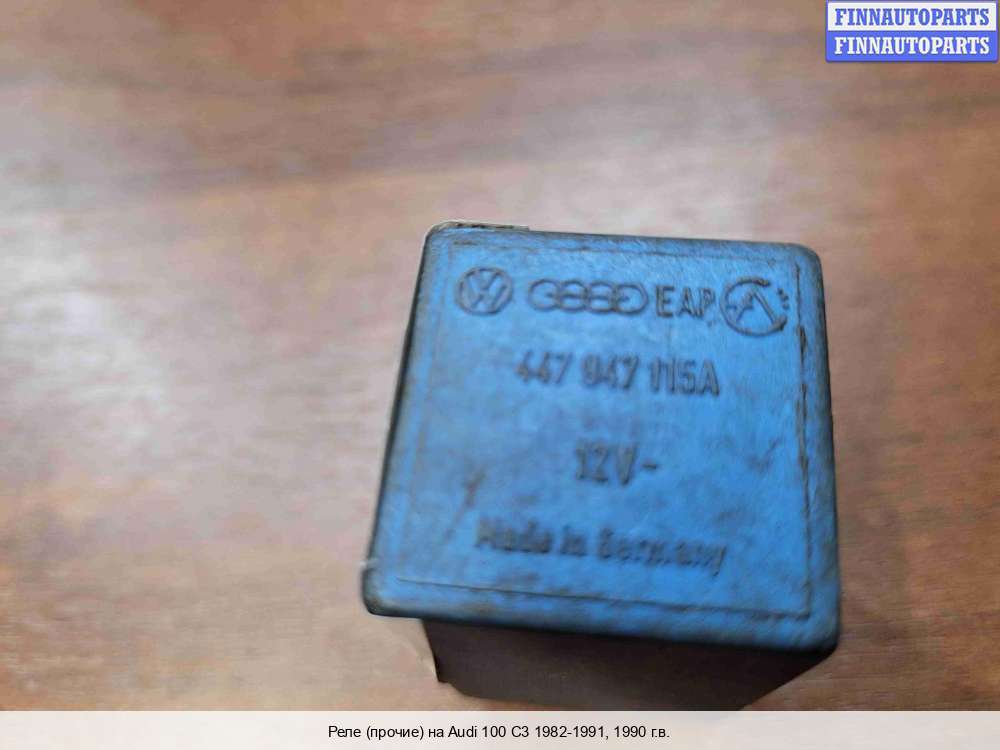 FINNAUTOPARTS
FINNAUTOPARTS
EAP
447 947 115A
12V-
Made in Germany
Реле (прочие) на Audi 100 C3 1982-1991, 1990 г.в.